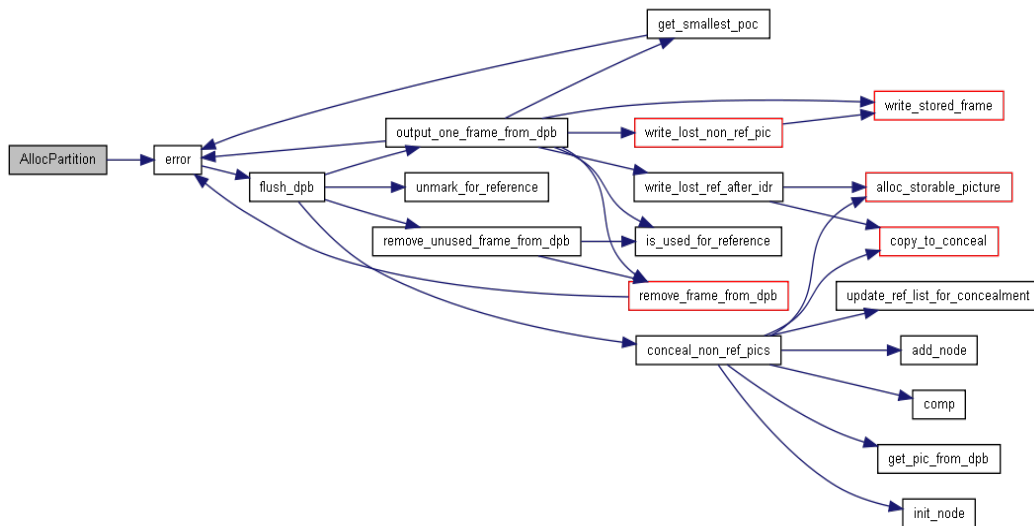 get_smallest_poc
write_stored_frame
output_one_frame_from_dpb
write_lost_non_ref_pic
AllocPartition
error
flush_dpb
unmark_for_reference
write_lost_ref_after_idr
alloc_storable_picture
remove_unused_frame_from_dpb
is_used_for_reference
copy_to_conceal
remove_frame_from_dpb
update_ref_list_for_concealment
conceal_non_ref_pics
add_node
comp
get_pic_from_dpb
init_node